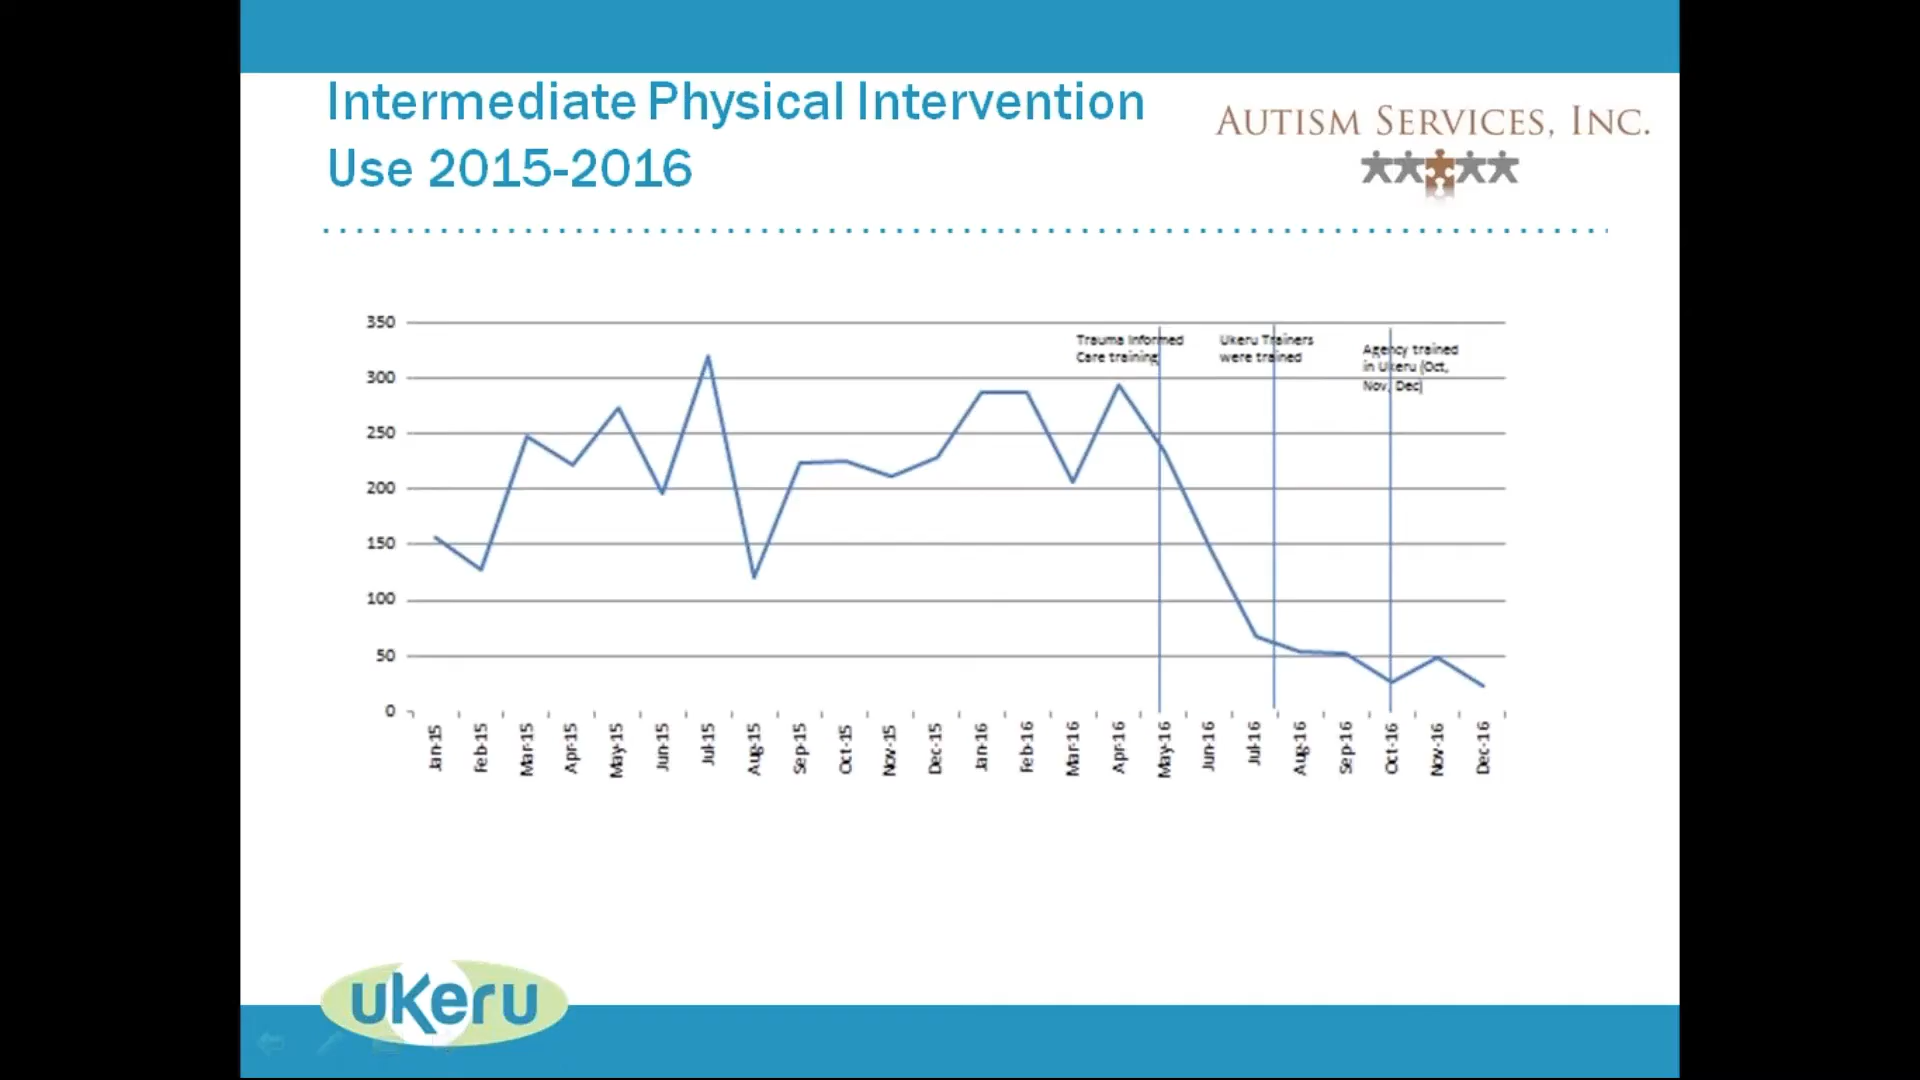 Intermediate Physical Intervention
Use 2015-2016
AUTISM SERVICES, INC.
350
300
250
200
150
100
50
0
Trauma Informed
Care training
Ukeru Trainers
were trained
Agency trained
in Ukeru (Oct,
Nov, Dec)
Jan-15
Feb-15
Mar-15
Apr-15
May-15
Jun-15
Jul-15
Aug-15
Sep-15
Oct-15
Nov-15
Dec-15
Jan-16
Feb-16
Mar-16
Apr-16
May-16
Jun-16
Jul-16
Aug-16
Sep-16
Oct-16
Nov-16
Dec-16
uKeru